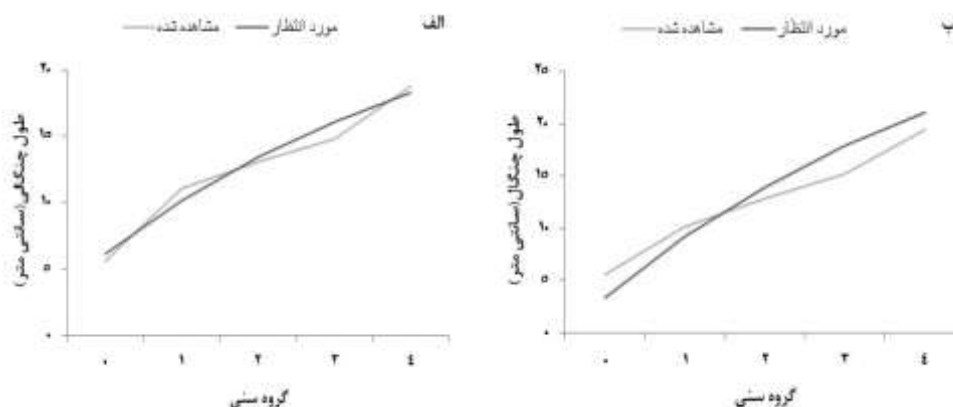 الف
مورد انتظار
مشاهده شده
طول چنگالی(سانتی متر)
۲۰
۱۵
۱۰
۵
۰
۰ ۱ ۲ ۳ ٤
گروه سنی
ب
مورد انتظار
مشاهده شده
طول چنگال(سانتی متر)
۲۵
۲۰
۱۵
۱۰
۵
۰
۰ ۱ ۲ ۳ ٤
گروه سنی